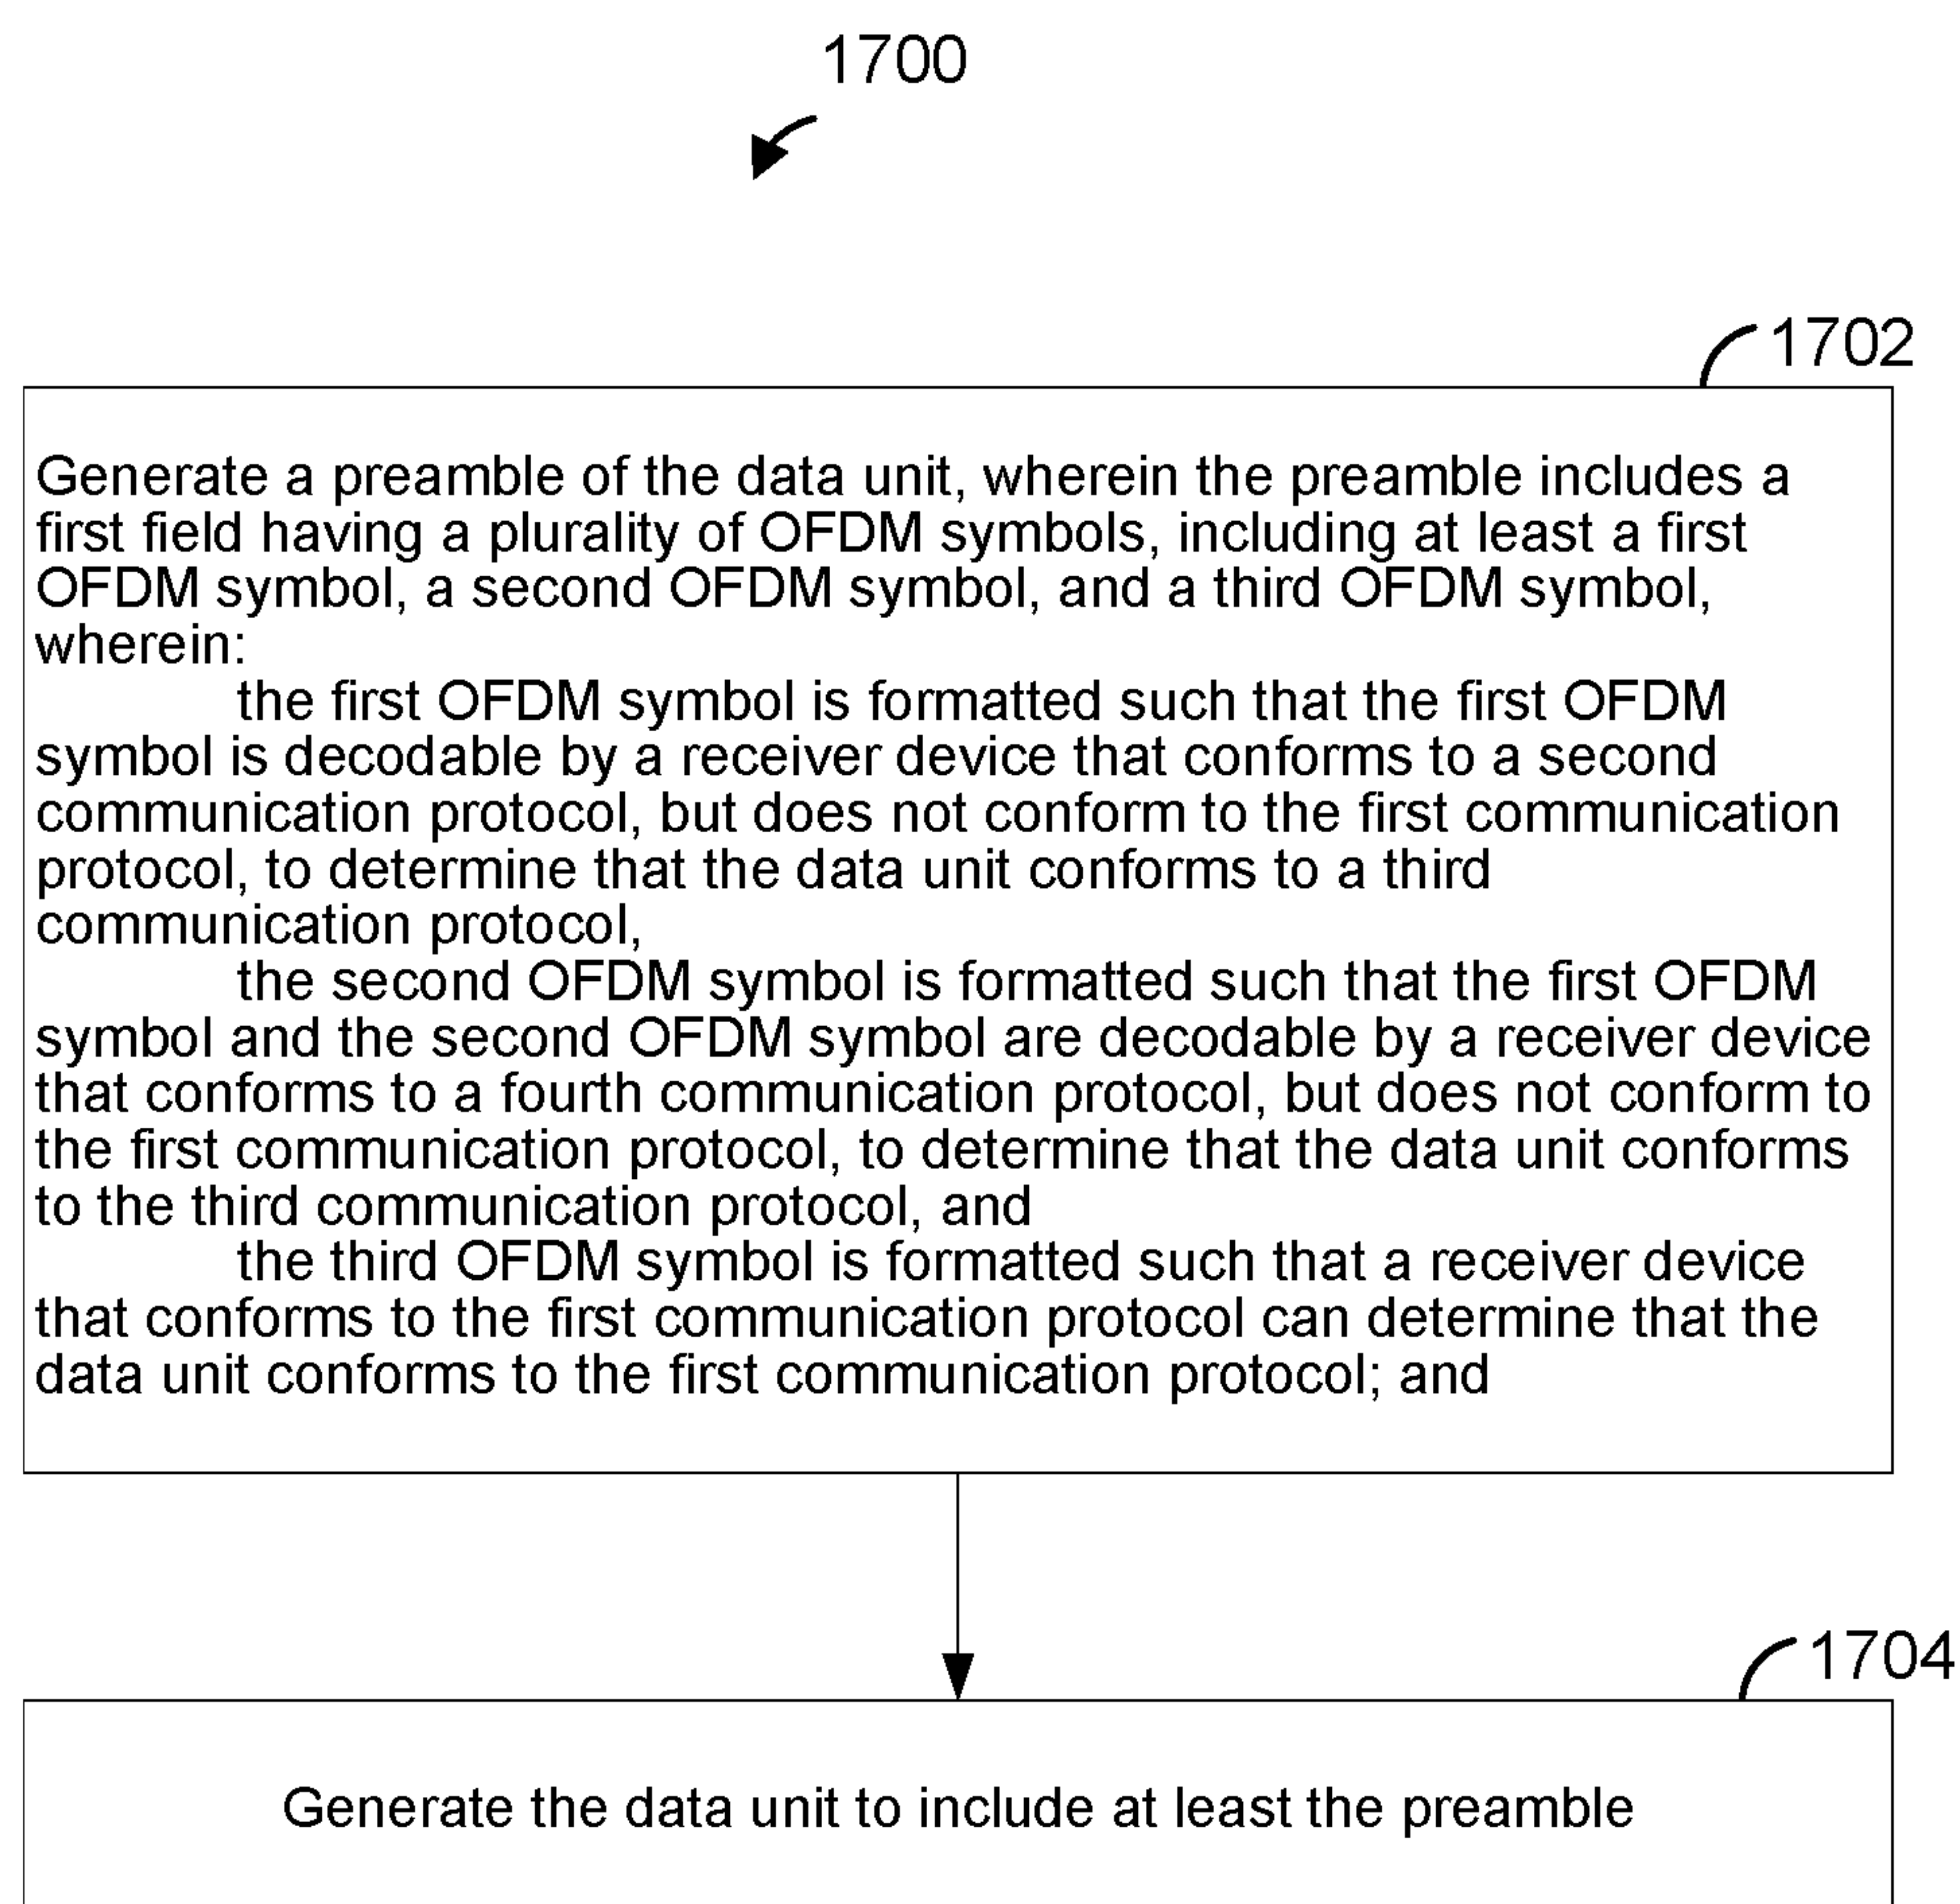 1700
1702
Generate a preamble of the data unit, wherein the preamble includes a
first field having a plurality of OFDM symbols, including at least a first
OFDM symbol, a second OFDM symbol, and a third OFDM symbol,
wherein:
the first OFDM symbol is formatted such that the first OFDM
symbol is decodable by a receiver device that conforms to a second
communication protocol, but does not conform to the first communication
protocol, to determine that the data unit conforms to a third
communication protocol,
the second OFDM symbol is formatted such that the first OFDM
symbol and the second OFDM symbol are decodable by a receiver device
that conforms to a fourth communication protocol, but does not conform to
the first communication protocol, to determine that the data unit conforms
to the third communication protocol, and
the third OFDM symbol is formatted such that a receiver device
that conforms to the first communication protocol can determine that the
data unit conforms to the first communication protocol; and
1704
Generate the data unit to include at least the preamble